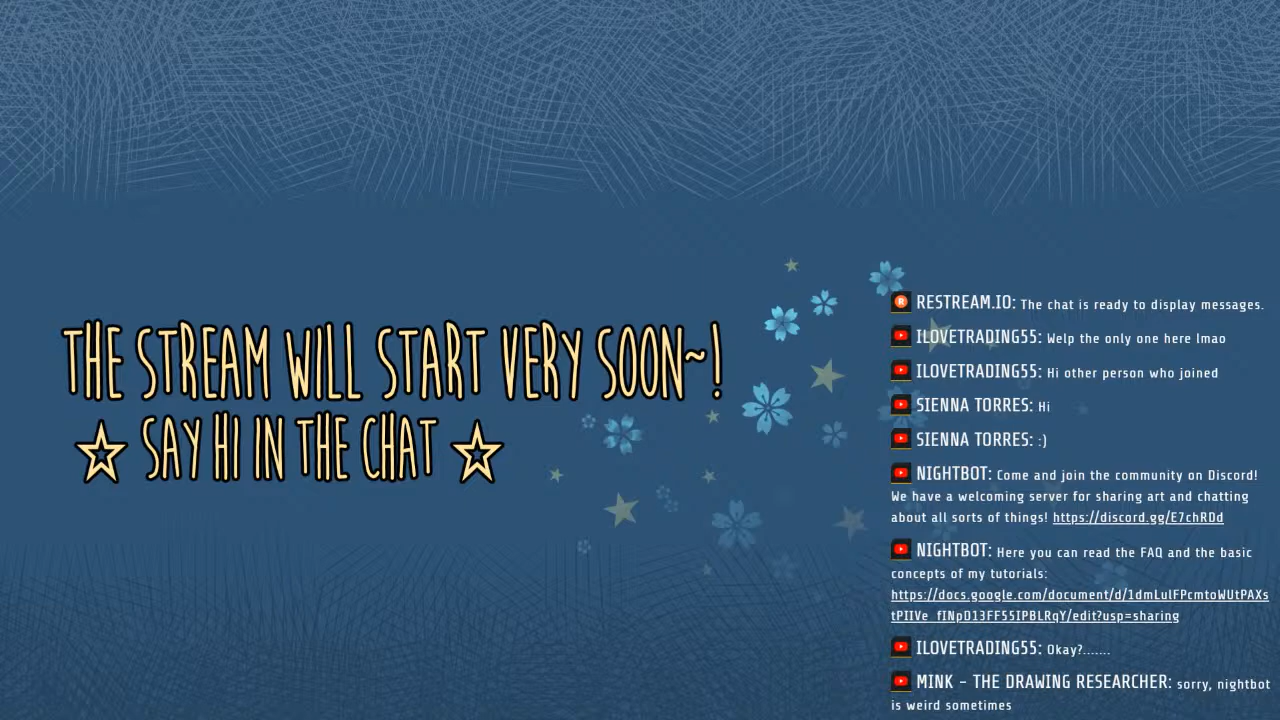 THE STREAM WILL START VERY SOON~!
☆ SAY HI IN THE CHAT ☆
RESTREAM.IO: The chat is ready to display messages.
ILOVETRADING55: Welp the only one here lmao
ILOVETRADING55: Hi other person who joined
SIENNA TORRES: Hi
SIENNA TORRES: :)
NIGHTBOT: Come and join the community on Discord!
We have a welcoming server for sharing art and chatting
about all sorts of things! https://discord.gg/E7chRDd
NIGHTBOT: Here you can read the FAQ and the basic
concepts of my tutorials:
https://docs.google.com/document/d/1dmLulFPcmtoWUtPAXs
tPIIVe_fINpD13FF55IPBLRqY/edit?usp=sharing
ILOVETRADING55: Okay?.......
MINK - THE DRAWING RESEARCHER: sorry, nightbot
is weird sometimes